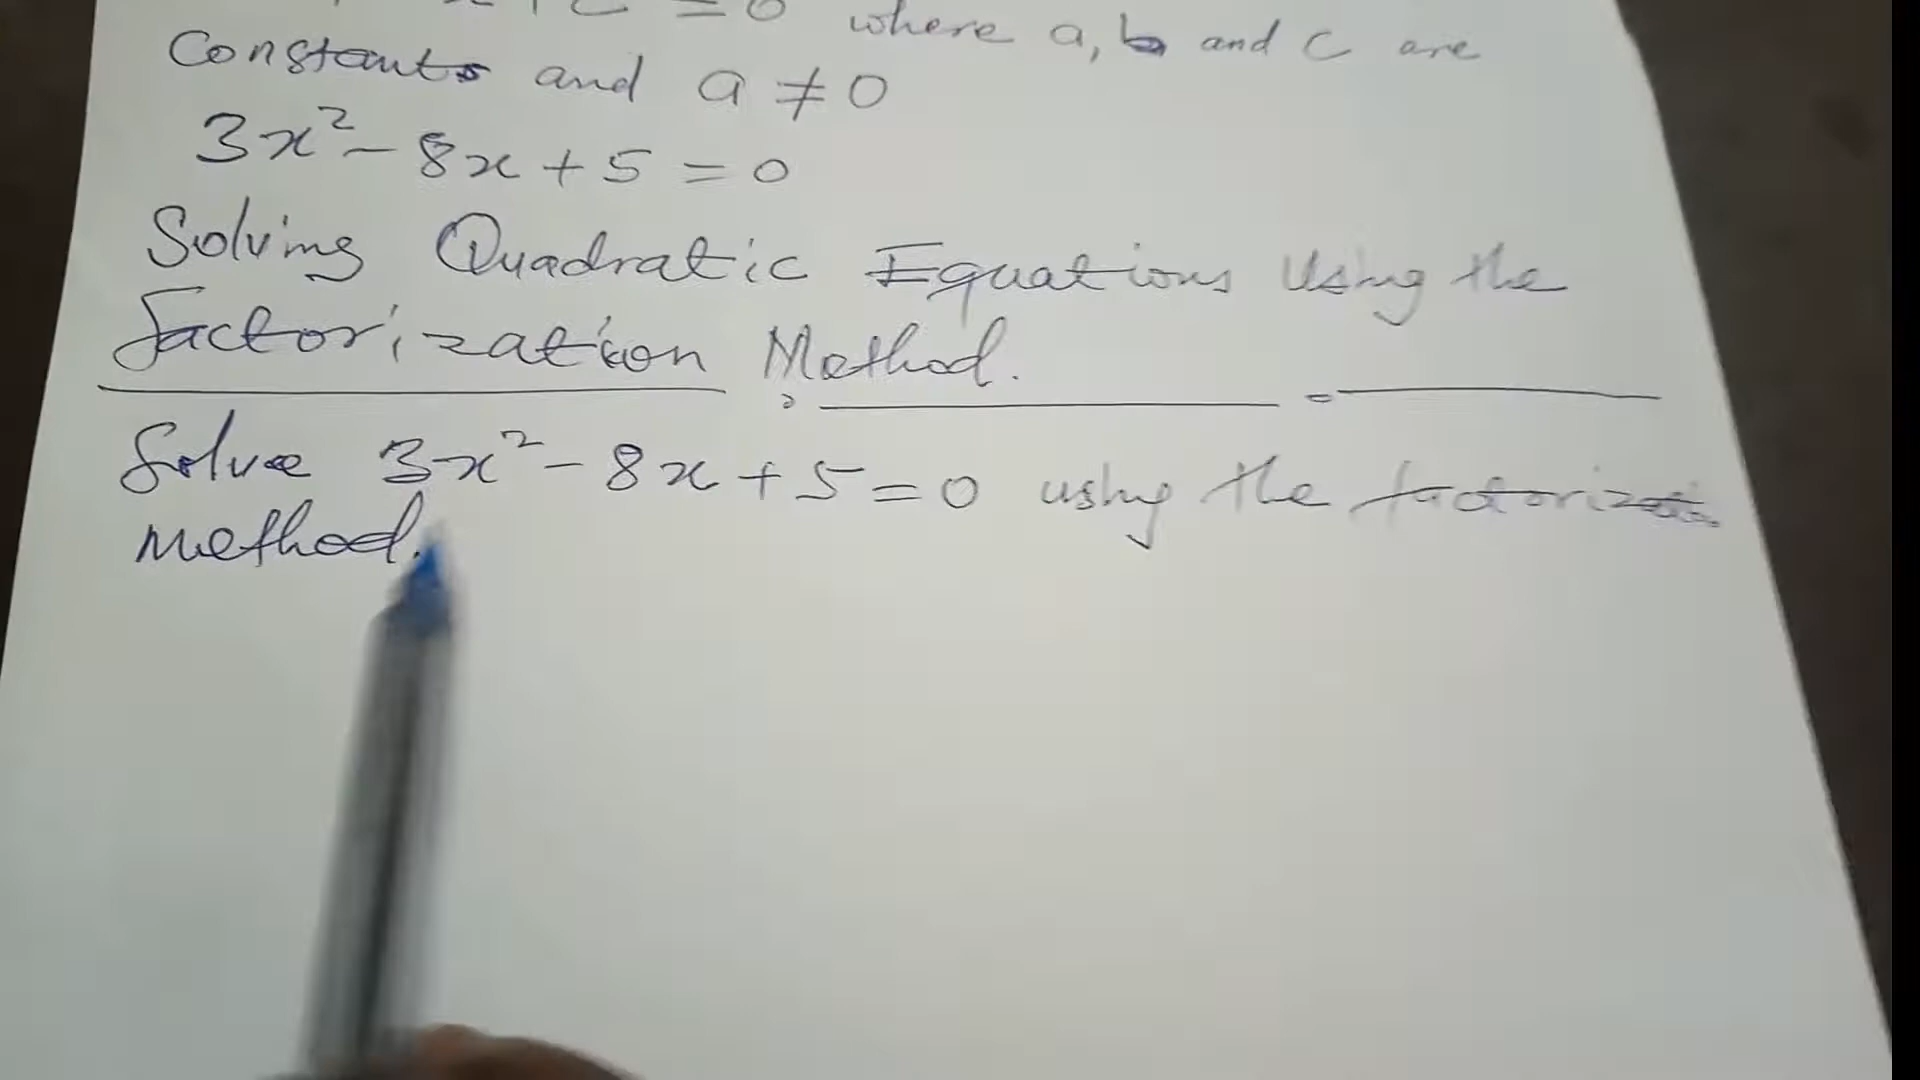 x + C = 0 where a, b and c are
Constants and a ≠ 0
3x² - 8x + 5 = 0
Solving Quadratic Equations Using the
Factorization Method.
Solve 3x² - 8x + 5 = 0 using the
method.